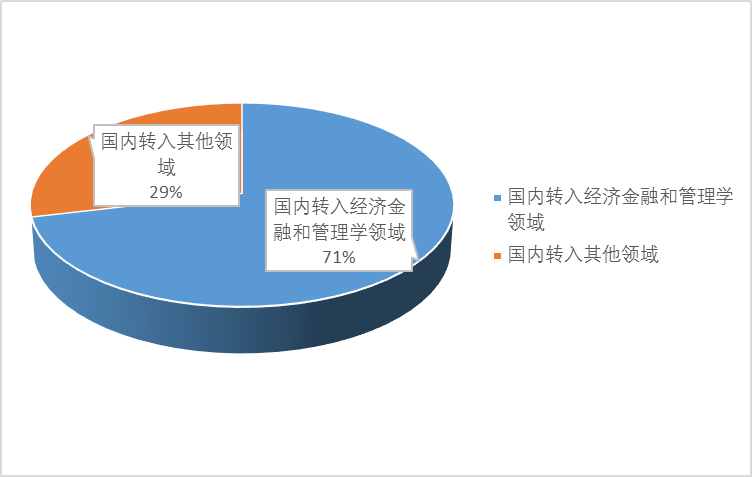 国内转入其他领
域
29%
国内转入经济金
融和管理学领域
71%
国内转入经济金融和管理学
领域
国内转入其他领域